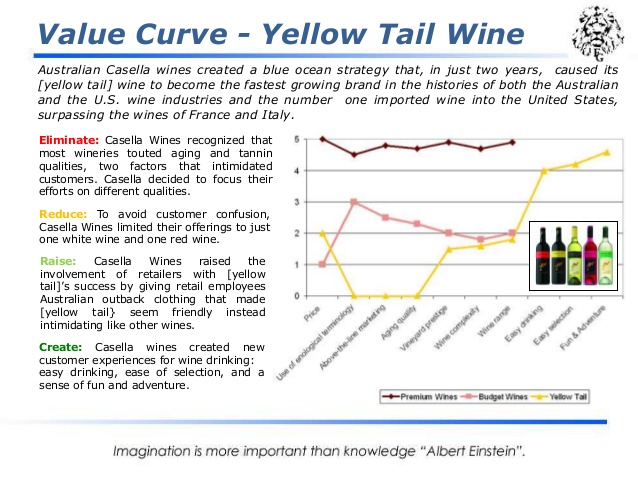 Value Curve - Yellow Tail Wine
Australian Casella wines created a blue ocean strategy that, in just two years, caused its
[yellow tail] wine to become the fastest growing brand in the histories of both the Australian
and the U.S. wine industries and the number one imported wine into the United States,
surpassing the wines of France and Italy.
Eliminate: Casella Wines recognized that
most wineries touted aging and tannin
qualities, two factors that intimidated
customers. Casella decided to focus their
efforts on different qualities.
Reduce: To avoid customer confusion,
Casella Wines limited their offerings to just
one white wine and one red wine.
Raise: Casella Wines raised the
involvement of retailers with [yellow
tail]'s success by giving retail employees
Australian outback clothing that made
[yellow tail} seem friendly instead
intimidating like other wines.
Create: Casella wines created new
customer experiences for wine drinking:
easy drinking, ease of selection, and a
sense of fun and adventure.
5
4
3
2
1
0
Price
Use of enological terminology
Above-the-line marketing
Aging quality
Vineyard prestige
Wine complexity
Wine range
Easy drinking
Easy selection
Fun & Adventure
Premium Wines Budget Wines Yellow Tail
Imagination is more important than knowledge “Albert Einstein”.